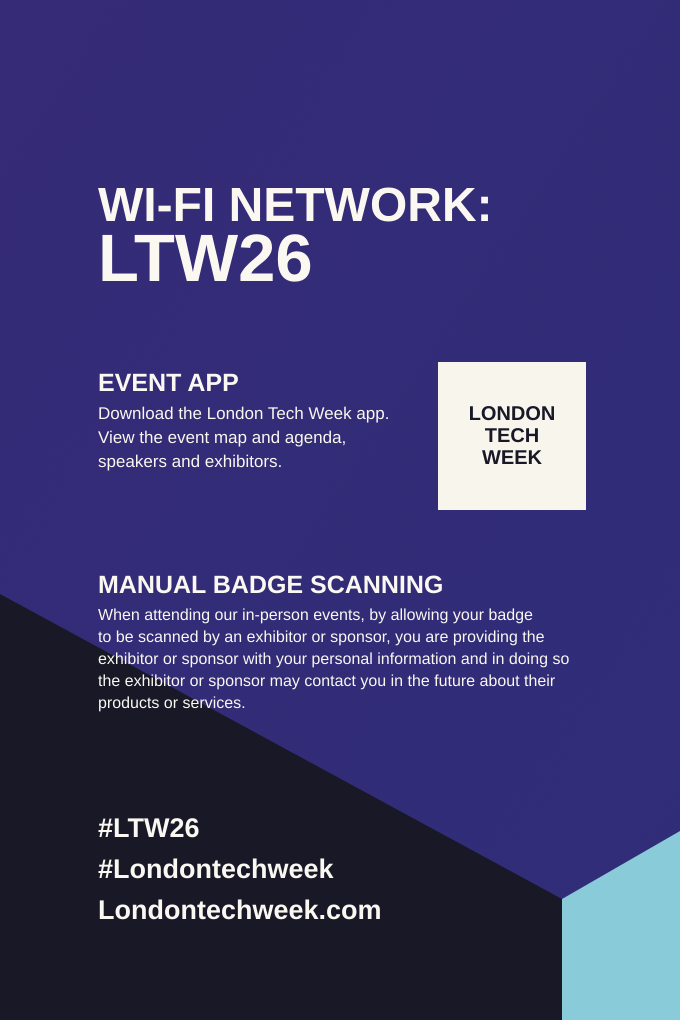 WI-FI NETWORK:
LTW26
EVENT APP
Download the London Tech Week app.
View the event map and agenda,
speakers and exhibitors.
LONDON
TECH
WEEK
MANUAL BADGE SCANNING
When attending our in-person events, by allowing your badge
to be scanned by an exhibitor or sponsor, you are providing the
exhibitor or sponsor with your personal information and in doing so
the exhibitor or sponsor may contact you in the future about their
products or services.
#LTW26
#Londontechweek
Londontechweek.com